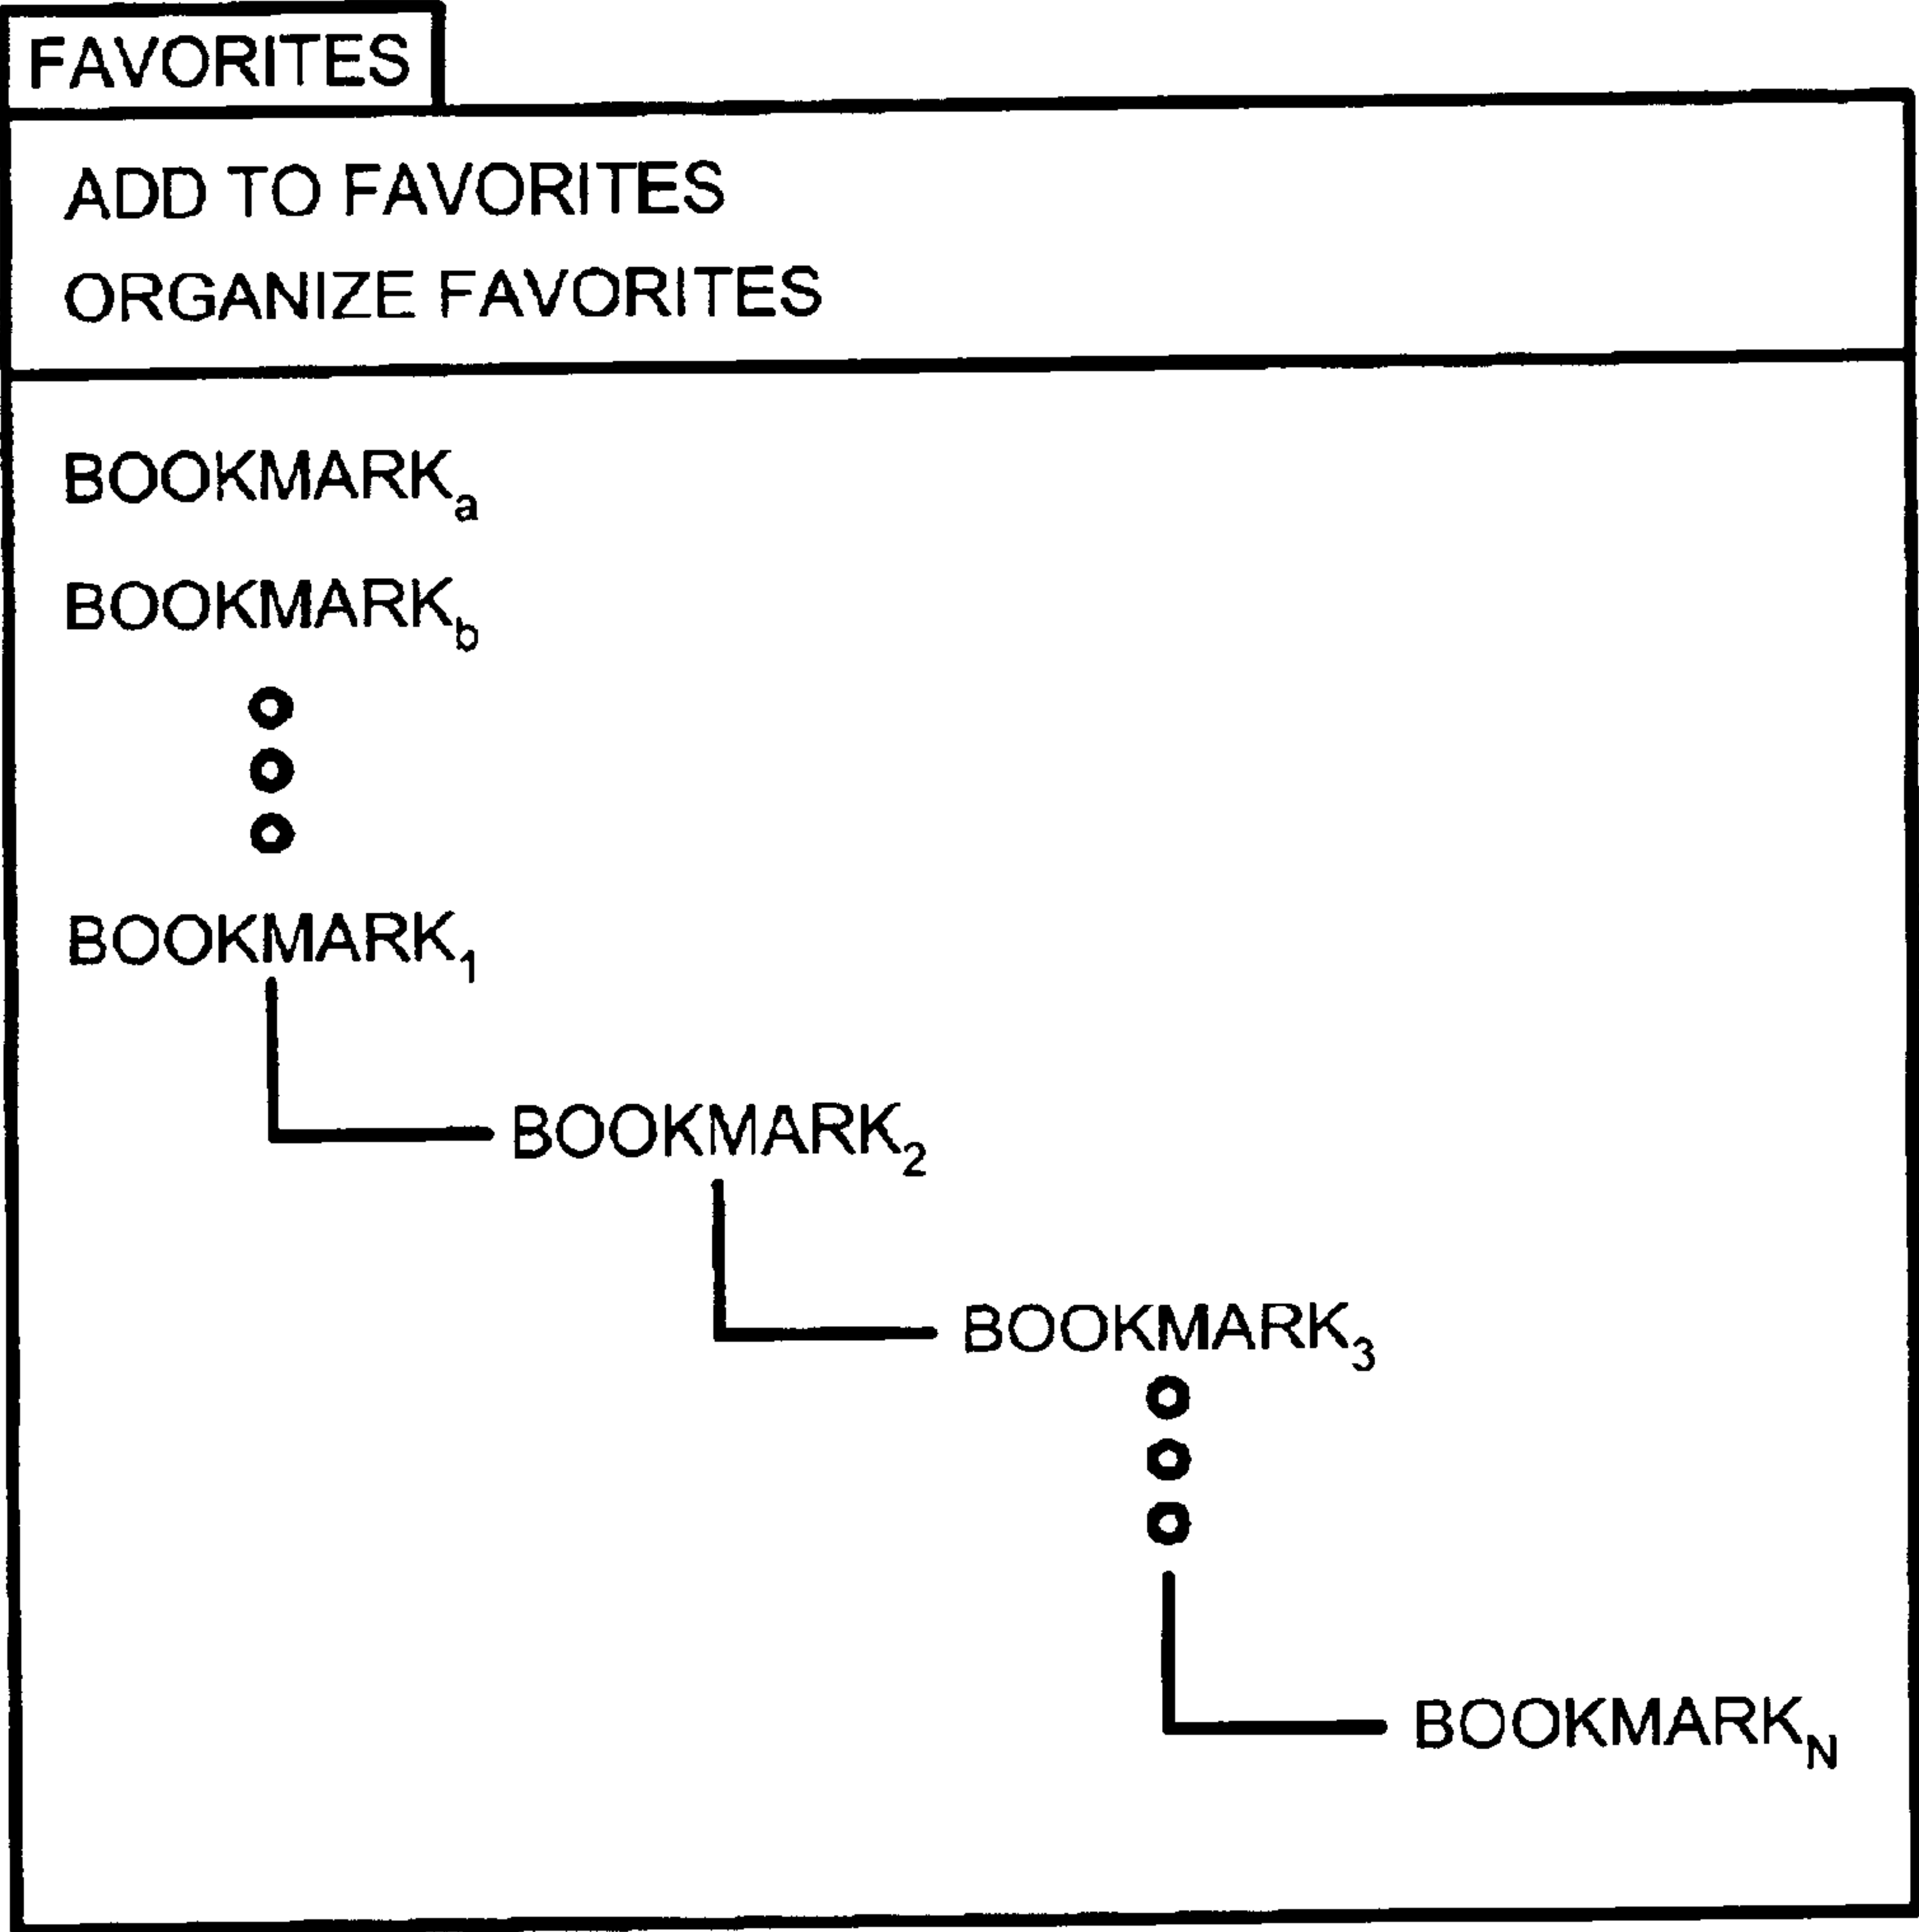 FAVORITES
ADD TO FAVORITES
ORGANIZE FAVORITES
BOOKMARKa
BOOKMARKb
BOOKMARK1
BOOKMARK2
BOOKMARK3
BOOKMARKN